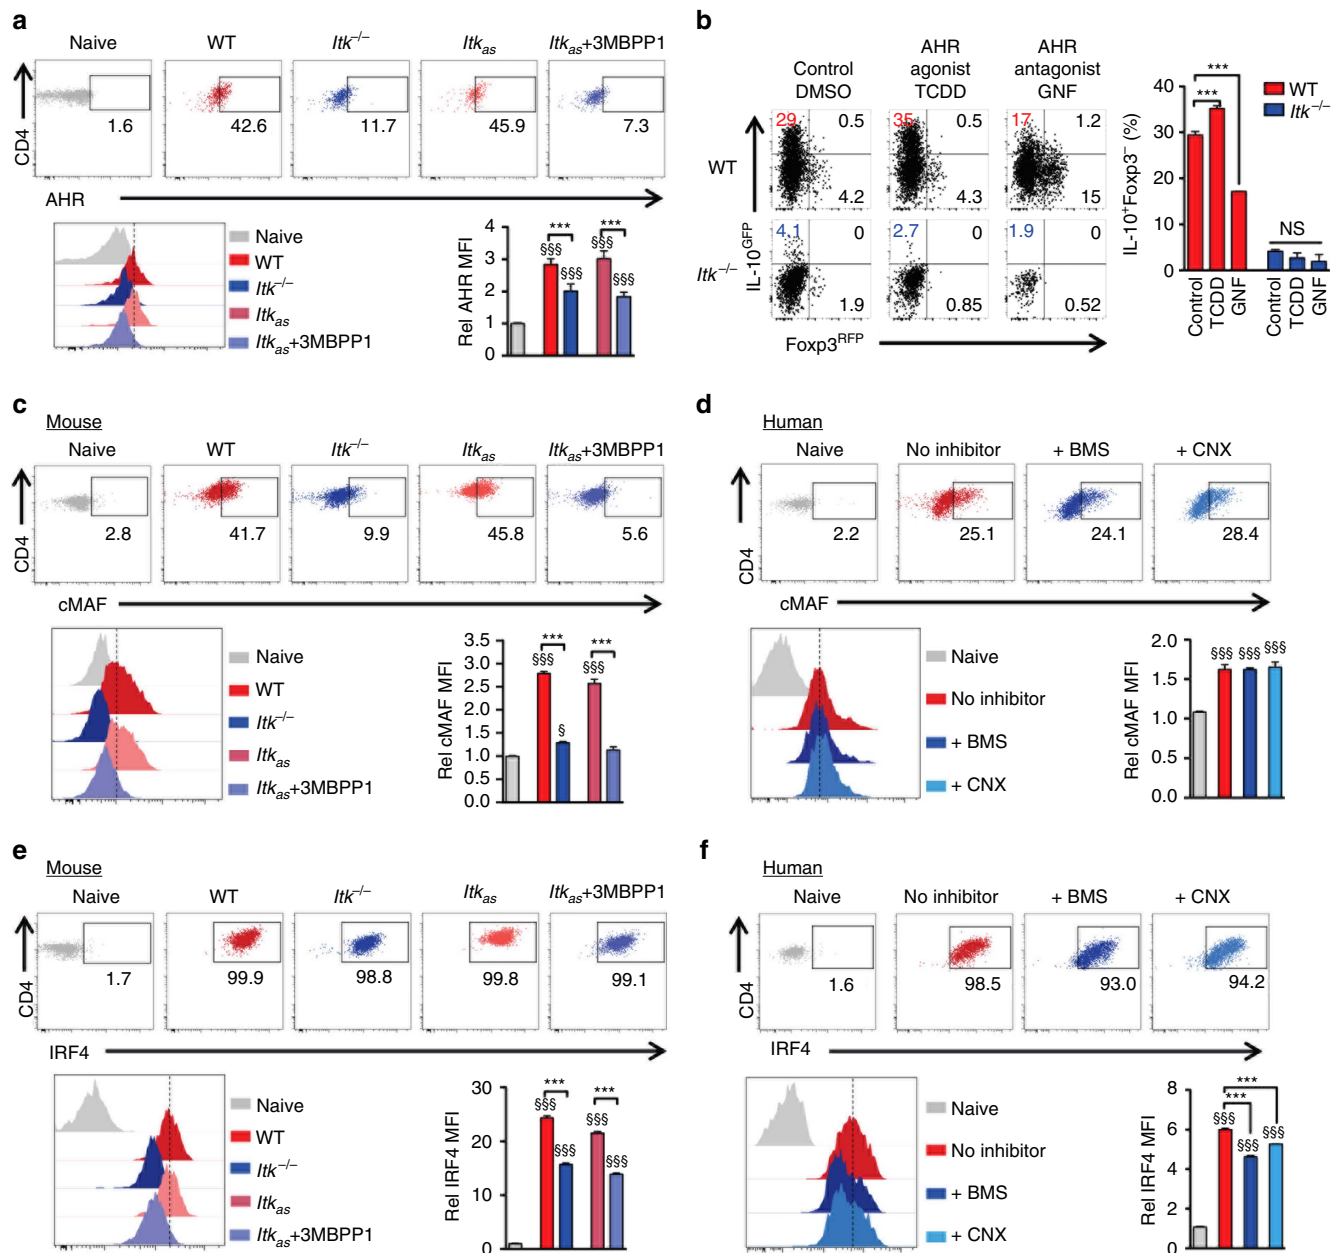 a
Naive WT Itk–/– Itkas Itkas+3MBPP1
CD4
1.6 42.6 11.7 45.9 7.3
AHR
Naive
WT
Itk–/–
Itkas
Itkas+3MBPP1
Rel AHR MFI
4
3
2
1
0
*** ***
§§§ §§§ §§§ §§§
b
Control DMSO
AHR agonist TCDD
AHR antagonist GNF
WT
29 0.5 4.2
35 0.5 4.3
17 1.2 15
Itk–/–
4.1 0 1.9
2.7 0 0.85
1.9 0 0.52
IL-10GFP
Foxp3RFP
IL-10+Foxp3– (%)
40
30
20
10
0
***
***
NS
WT
Itk–/–
Control TCDD GNF Control TCDD GNF
c
Mouse
Naive WT Itk–/– Itkas Itkas+3MBPP1
CD4
2.8 41.7 9.9 45.8 5.6
cMAF
Naive
WT
Itk–/–
Itkas
Itkas+3MBPP1
Rel cMAF MFI
3.5
3.0
2.5
2.0
1.5
1.0
0.5
0.0
*** ***
§§§ § §§§
d
Human
Naive No inhibitor + BMS + CNX
CD4
2.2 25.1 24.1 28.4
cMAF
Naive
No inhibitor
+ BMS
+ CNX
Rel cMAF MFI
2.0
1.5
1.0
0.5
0.0
§§§ §§§ §§§
e
Mouse
Naive WT Itk–/– Itkas Itkas+3MBPP1
CD4
1.7 99.9 98.8 99.8 99.1
IRF4
Naive
WT
Itk–/–
Itkas
Itkas+3MBPP1
Rel IRF4 MFI
30
20
10
0
*** ***
§§§ §§§ §§§ §§§
f
Human
Naive No inhibitor + BMS + CNX
CD4
1.6 98.5 93.0 94.2
IRF4
Naive
No inhibitor
+ BMS
+ CNX
Rel IRF4 MFI
8
6
4
2
0
***
***
§§§ §§§ §§§